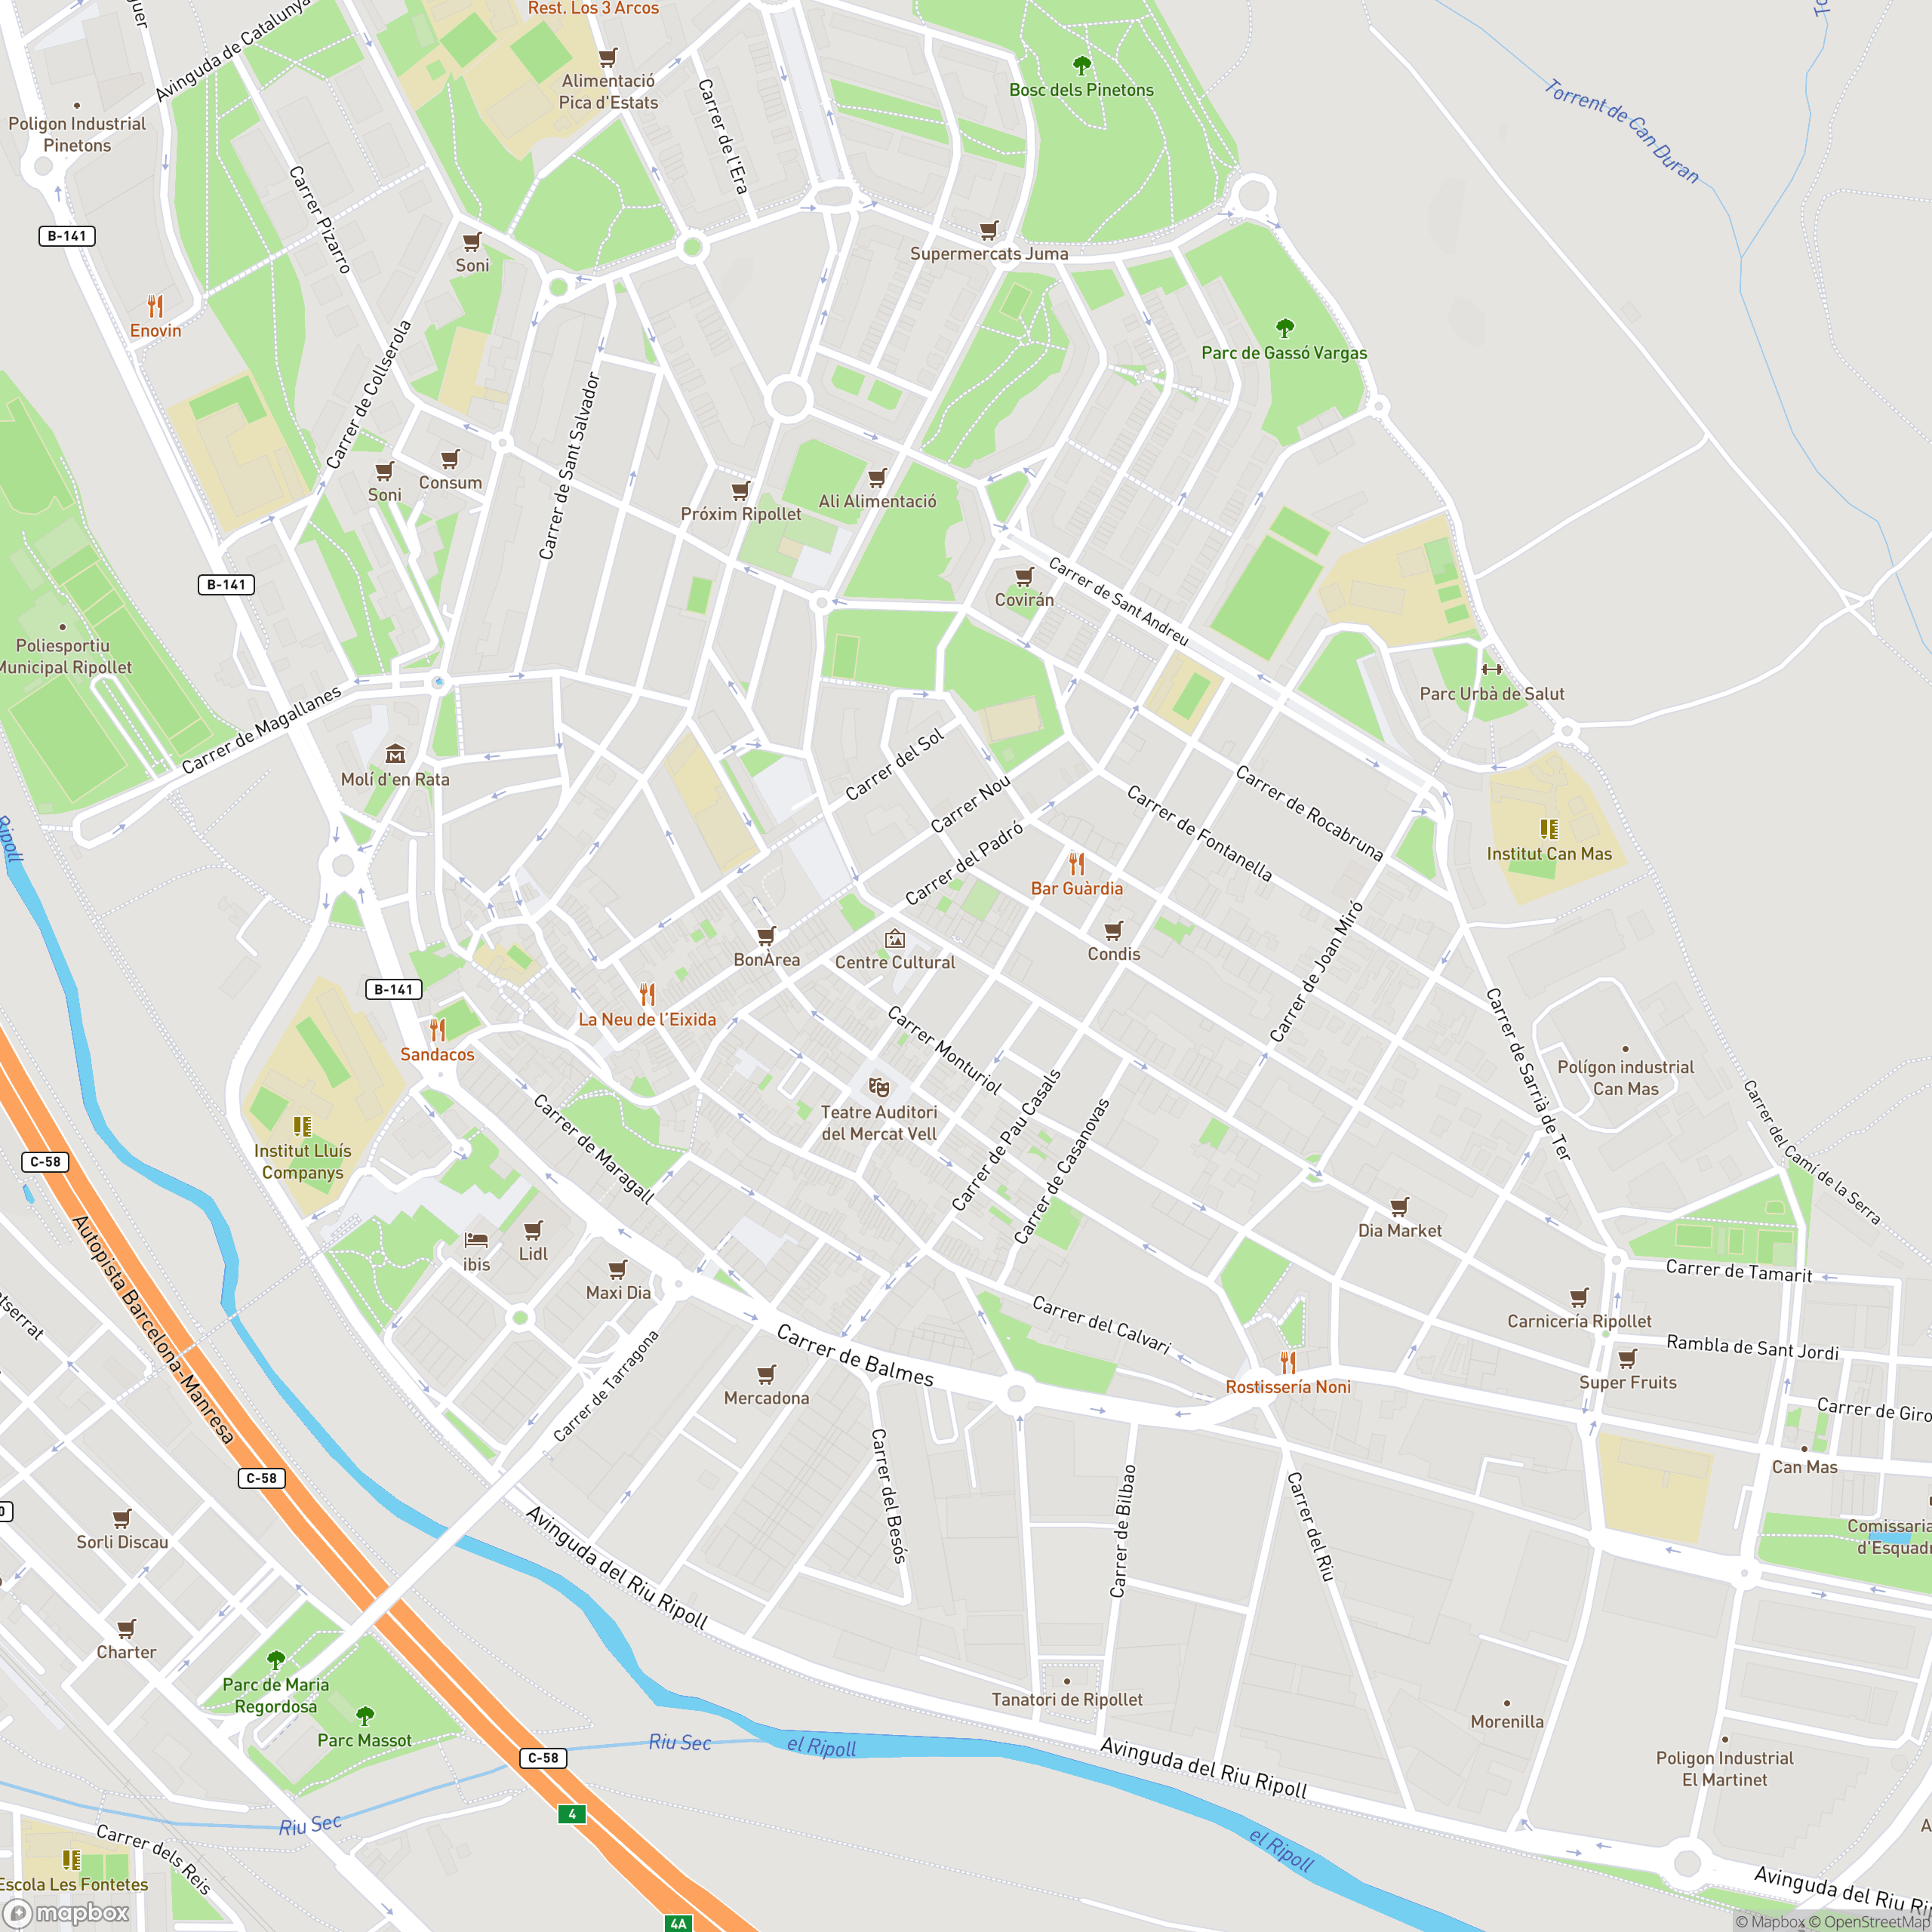 Rest. Los 3 Arcos
Avinguda de Catalunya
Alimentació
Pica d'Estats
Carrer de l'Era
Bosc dels Pinetons
Torrent de Can Duran
Poligon Industrial
Pinetons
Carrer Pizarro
B-141
Soni
Supermercats Juma
Enovin
Carrer de Collserola
Parc de Gassó Vargas
Carrer de Sant Salvador
Soni
Consum
Próxim Ripollet
Ali Alimentació
B-141
Covirán
Carrer de Sant Andreu
Poliesportiu
Municipal Ripollet
Parc Urbà de Salut
Carrer de Magallanes
Molí d'en Rata
Carrer del Sol
Carrer Nou
Carrer del Padró
Carrer de Fontanella
Carrer de Rocabruna
Ripoll
Institut Can Mas
Bar Guàrdia
BonÀrea
Centre Cultural
Condis
Carrer de Joan Miró
B-141
La Neu de l'Eixida
Sandacos
Carrer Monturiol
Carrer de Sarrià de Ter
Polígon industrial
Can Mas
Teatre Auditori
del Mercat Vell
Carrer de Pau Casals
Carrer de Casanovas
Carrer del Camí de la Serra
Institut Lluís
Companys
Carrer de Maragall
C-58
Autopista Barcelona-Manresa
ibis
Lidl
Maxi Dia
Dia Market
Carrer de Tamarit
Carnicería Ripollet
Rambla de Sant Jordi
Super Fruits
Carrer del Calvari
Carrer de Balmes
Rostissería Noni
Carrer de Tarragona
Mercadona
Carrer de Giro
Can Mas
C-58
Carrer del Besós
Carrer de Bilbao
Carrer del Riu
Sorli Discau
Avinguda del Riu Ripoll
Comissaria
d'Esquadr
Charter
Parc de Maria
Regordosa
Parc Massot
Tanatori de Ripollet
Morenilla
Riu Sec
el Ripoll
C-58
Avinguda del Riu Ripoll
Poligon Industrial
El Martinet
4
Riu Sec
Carrer dels Reis
el Ripoll
Escola Les Fontetes
Avinguda del Riu Ri
mapbox
4A
© Mapbox © OpenStreetMap